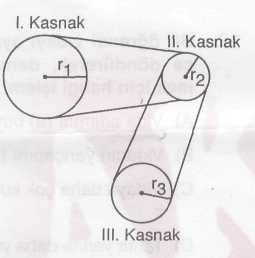 I. Kasnak
II. Kasnak
r1
r2
r3
III. Kasnak